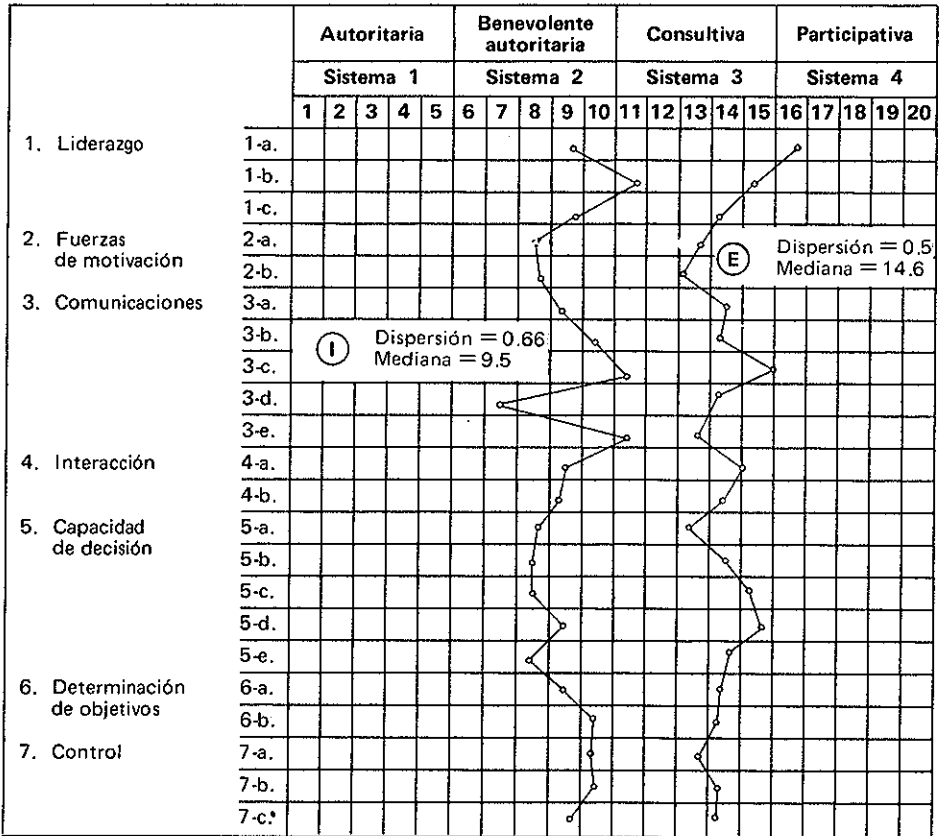 Autoritaria Benevolente autoritaria Consultiva Participativa
Sistema 1 Sistema 2 Sistema 3 Sistema 4
1 2 3 4 5 6 7 8 9 10 11 12 13 14 15 16 17 18 19 20
1. Liderazgo 1-a.
1-b.
1-c.
2. Fuerzas de motivación 2-a.
E Dispersión = 0.5
Mediana = 14.6
2-b.
3. Comunicaciones 3-a.
3-b.
I Dispersión = 0.66
Mediana = 9.5
3-c.
3-d.
3-e.
4. Interacción 4-a.
4-b.
5. Capacidad de decisión 5-a.
5-b.
5-c.
5-d.
5-e.
6. Determinación de objetivos 6-a.
6-b.
7. Control 7-a.
7-b.
7-c.